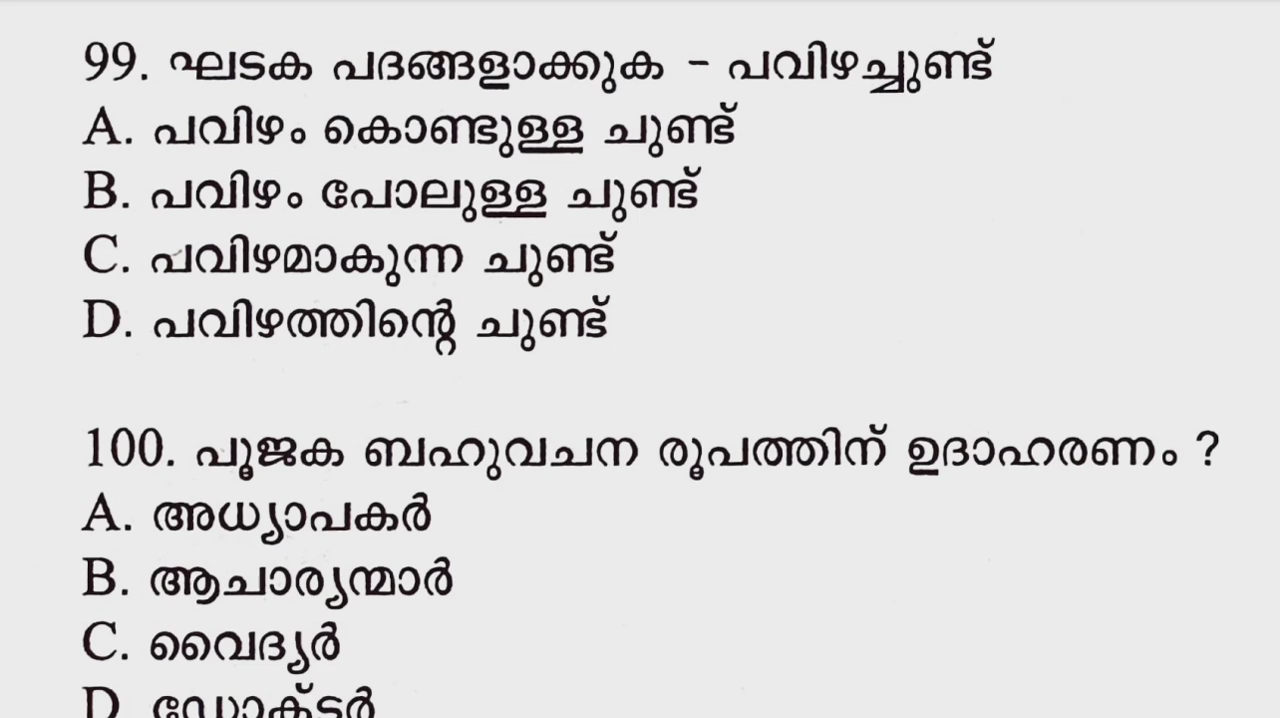 99. ഘടക പദങ്ങളാക്കുക - പവിഴച്ചുണ്ട്
A. പവിഴം കൊണ്ടുള്ള ചുണ്ട്
B. പവിഴം പോലുള്ള ചുണ്ട്
C. പവിഴമാകുന്ന ചുണ്ട്
D. പവിഴത്തിന്റെ ചുണ്ട്
100. പൂജക ബഹുവചന രൂപത്തിന് ഉദാഹരണം ?
A. അധ്യാപകർ
B. ആചാര്യന്മാർ
C. വൈദ്യർ
D. ഡോക്ടർ